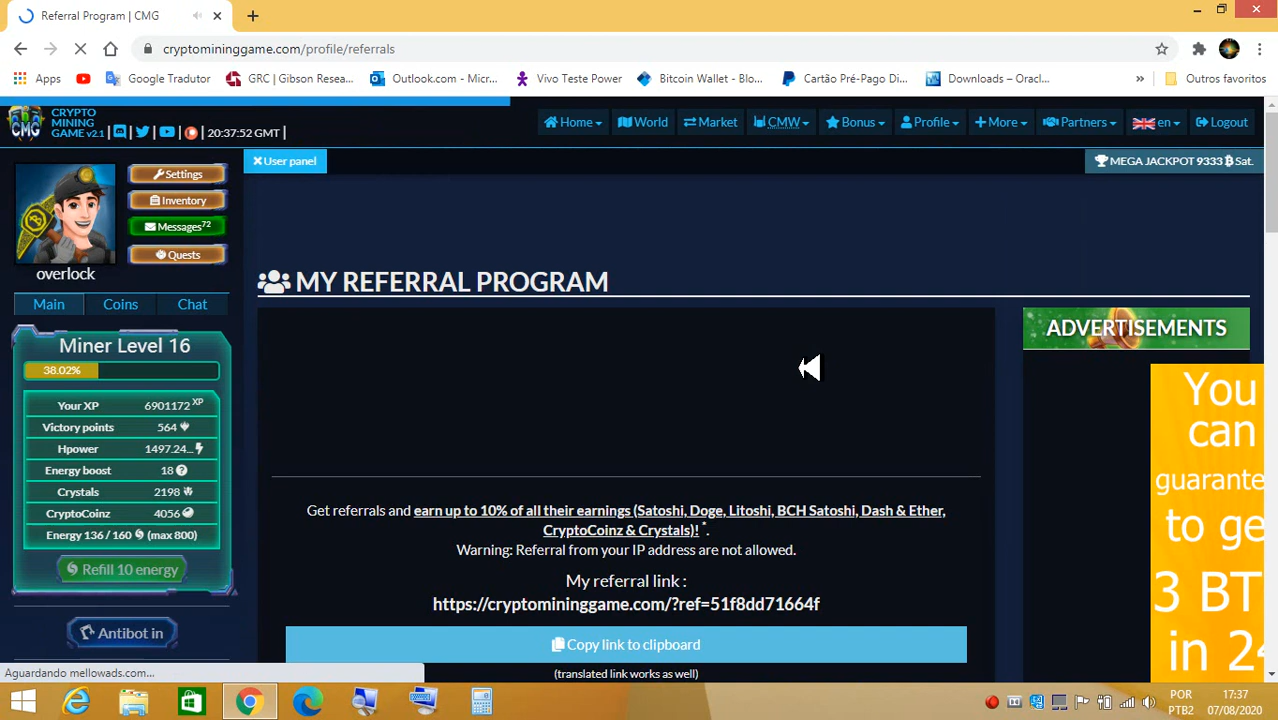 Referral Program | CMG
cryptomininggame.com/profile/referrals
Apps
Google Tradutor
GRC | Gibson Resea...
Outlook.com - Micr...
Vivo Teste Power
Bitcoin Wallet - Blo...
Cartão Pré-Pago Di...
Downloads – Oracl...
»
Outros favoritos
CMG
CRYPTO
MINING
GAME v2.1 | | | | | 20:37:52 GMT |
Home
World
Market
CMW
Bonus
Profile
More
Partners
en
Logout
User panel
MEGA JACKPOT 9333 Sat.
Settings
Inventory
Messages 72
Quests
overlock
Main
Coins
Chat
MY REFERRAL PROGRAM
ADVERTISEMENTS
Miner Level 16
38.02%
Your XP 6901172 XP
Victory points 564
Hpower 1497.24...
Energy boost 18
Crystals 2198
CryptoCoinz 4056
Energy 136 / 160 (max 800)
Refill 10 energy
Antibot in
Get referrals and earn up to 10% of all their earnings (Satoshi, Doge, Litoshi, BCH Satoshi, Dash & Ether,
CryptoCoinz & Crystals)! *.
Warning: Referral from your IP address are not allowed.
My referral link :
https://cryptomininggame.com/?ref=51f8dd71664f
Copy link to clipboard
(translated link works as well)
You
can
guarante
to ge
3 BT
in 24
Aguardando mellowads.com...
POR
PTB2
17:37
07/08/2020